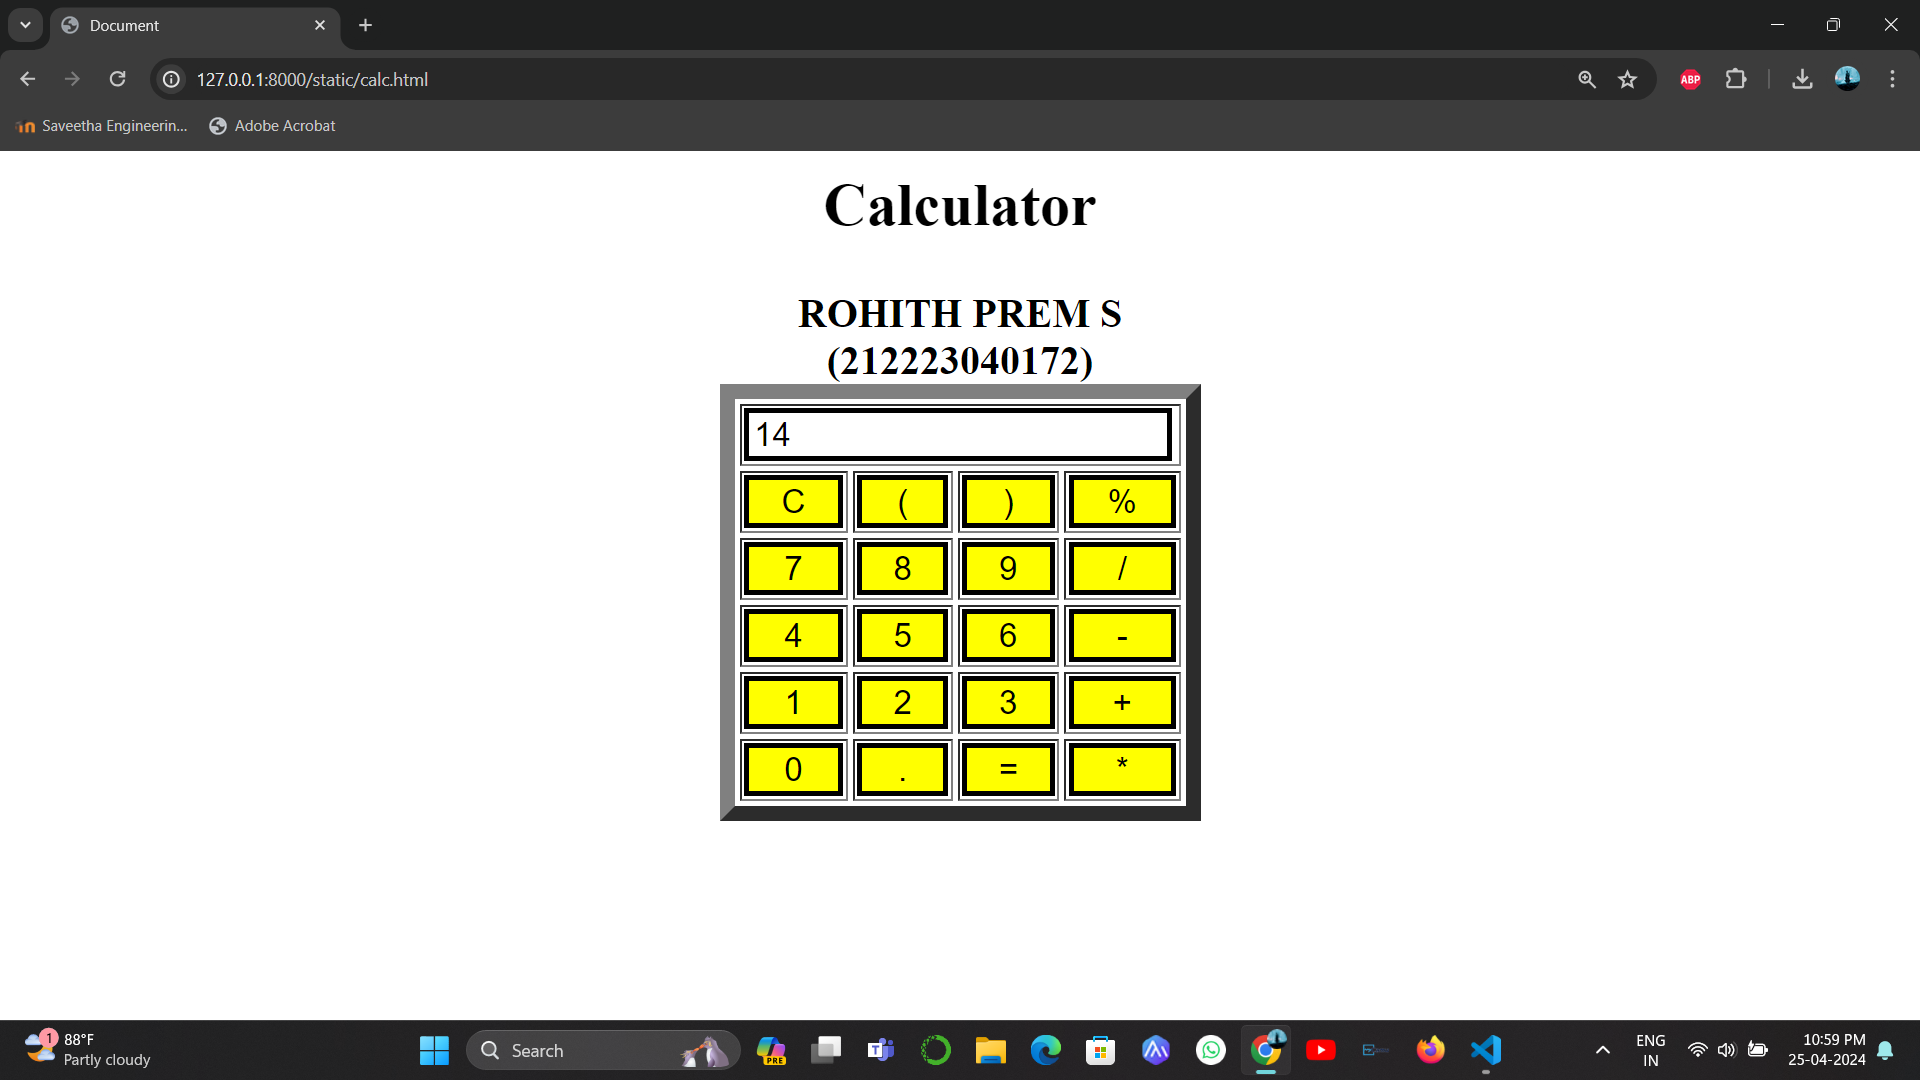 Document
127.0.0.1:8000/static/calc.html
ABP
Saveetha Engineerin...
Adobe Acrobat
Calculator
ROHITH PREM S
(212223040172)
14
C ( ) %
7 8 9 /
4 5 6 -
1 2 3 +
0 . = *
1
88°F
Partly cloudy
Search
PRE
ENG
IN
10:59 PM
25-04-2024